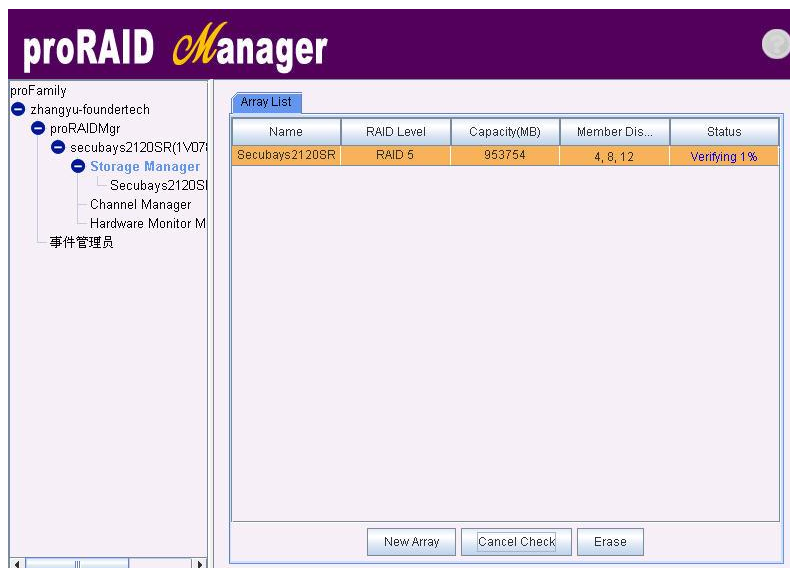 proRAID Manager
proFamily
zhangyu-foundertech
proRAIDMgr
secubays2120SR(1V07
Storage Manager
Secubays2120S
Channel Manager
Hardware Monitor M
事件管理员
Array List
Name RAID Level Capacity(MB) Member Dis... Status
Secubays2120SR RAID 5 953754 4, 8, 12 Verifying 1%
New Array Cancel Check Erase